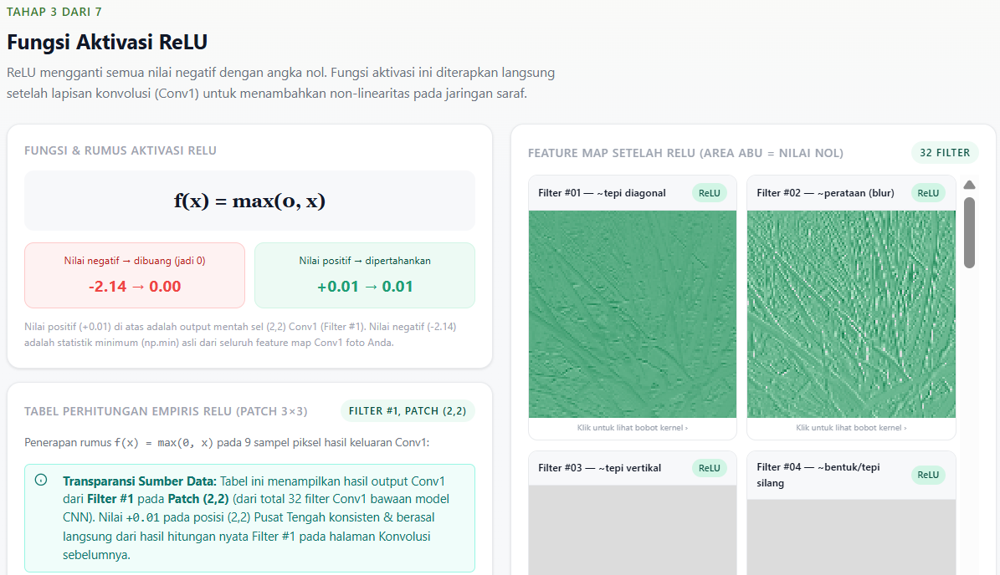 TAHAP 3 DARI 7
Fungsi Aktivasi ReLU
ReLU mengganti semua nilai negatif dengan angka nol. Fungsi aktivasi ini diterapkan langsung
setelah lapisan konvolusi (Conv1) untuk menambahkan non-linearitas pada jaringan saraf.
FUNGSI & RUMUS AKTIVASI RELU
f(x) = max(0, x)
Nilai negatif → dibuang (jadi 0)
-2.14 → 0.00
Nilai positif → dipertahankan
+0.01 → 0.01
Nilai positif (+0.01) di atas adalah output mentah sel (2,2) Conv1 (Filter #1). Nilai negatif (-2.14)
adalah statistik minimum (np.min) asli dari seluruh feature map Conv1 foto Anda.
TABEL PERHITUNGAN EMPIRIS RELU (PATCH 3×3)
FILTER #1, PATCH (2,2)
Penerapan rumus f(x) = max(0, x) pada 9 sampel piksel hasil keluaran Conv1:
Transparansi Sumber Data: Tabel ini menampilkan hasil output Conv1
dari Filter #1 pada Patch (2,2) (dari total 32 filter Conv1 bawaan model
CNN). Nilai +0.01 pada posisi (2,2) Pusat Tengah konsisten & berasal
langsung dari hasil hitungan nyata Filter #1 pada halaman Konvolusi
sebelumnya.
FEATURE MAP SETELAH RELU (AREA ABU = NILAI NOL)
32 FILTER
Filter #01 — ~tepi diagonal
ReLU
Klik untuk lihat bobot kernel ›
Filter #02 — ~perataan (blur)
ReLU
Klik untuk lihat bobot kernel ›
Filter #03 — ~tepi vertikal
ReLU
Filter #04 — ~bentuk/tepi
silang
ReLU